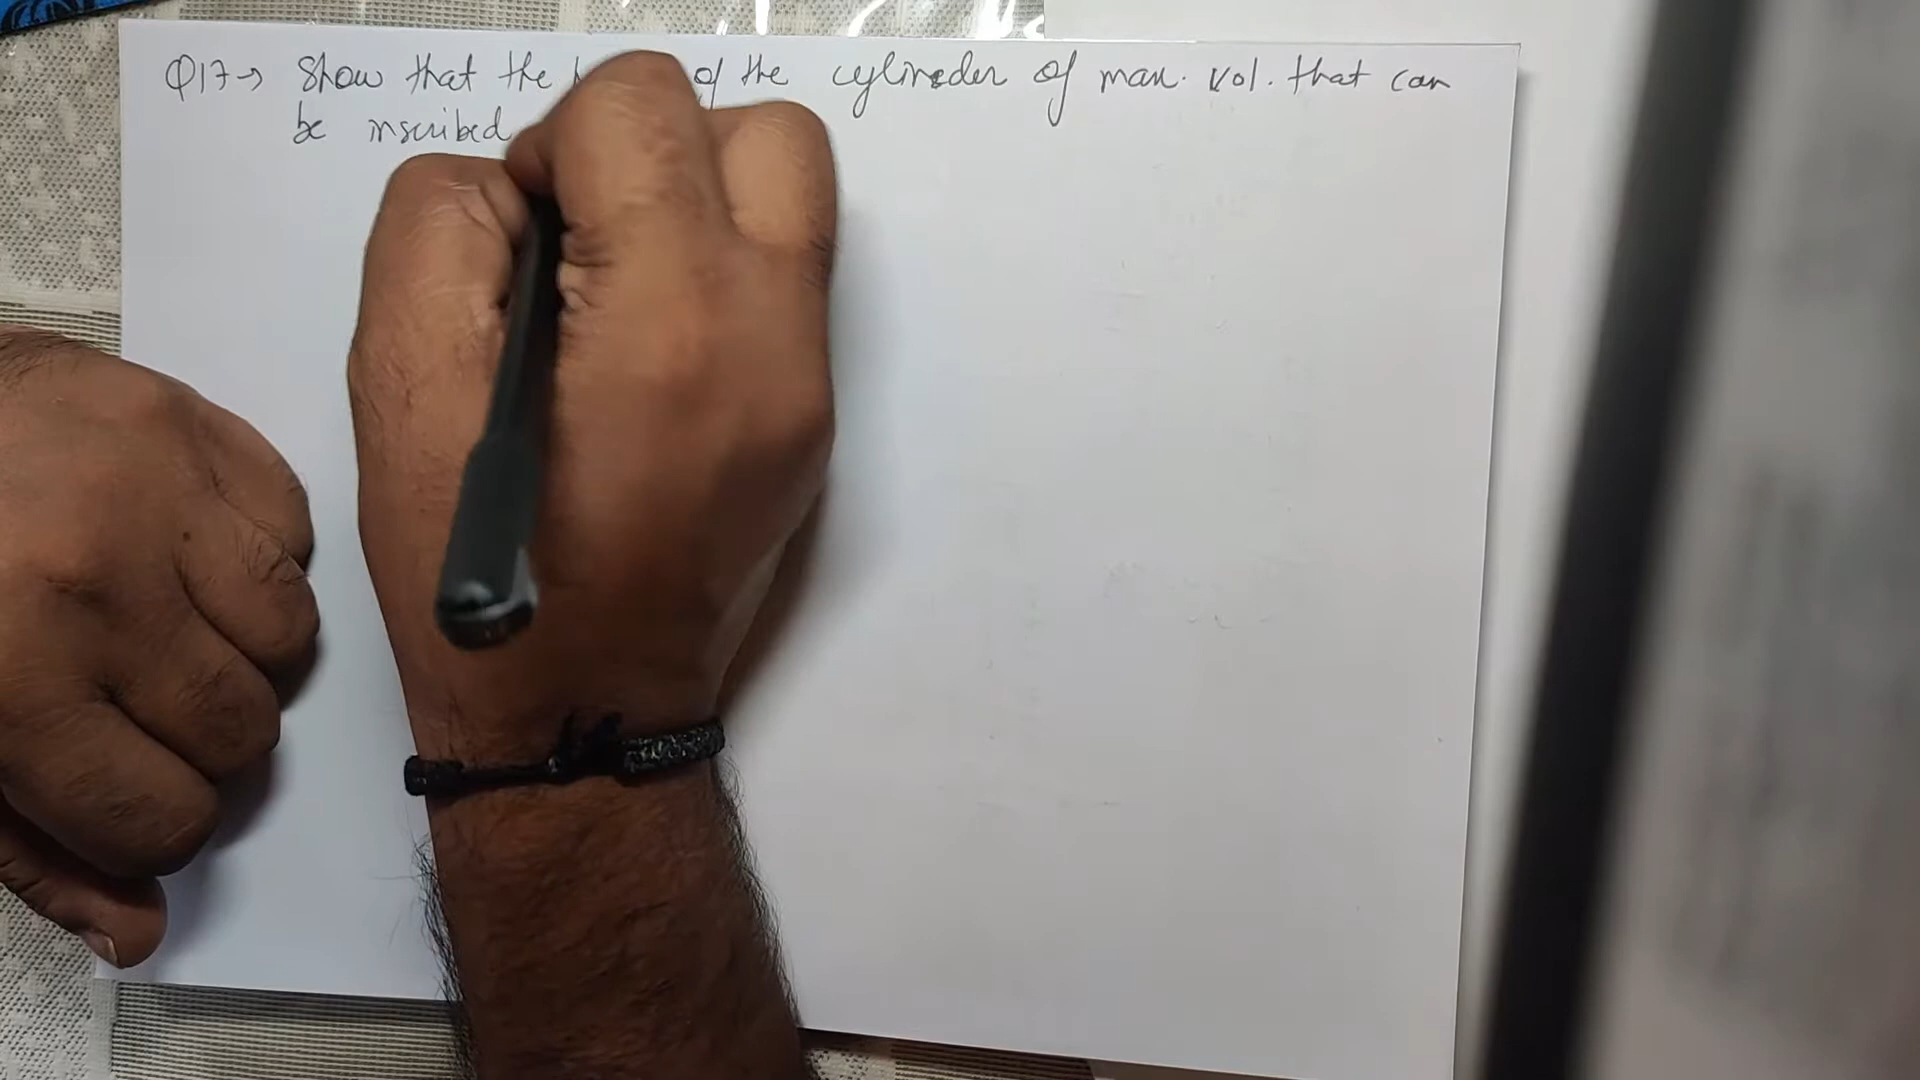 Q17→ Show that the of the cylinder of max. vol. that can
be inscribed